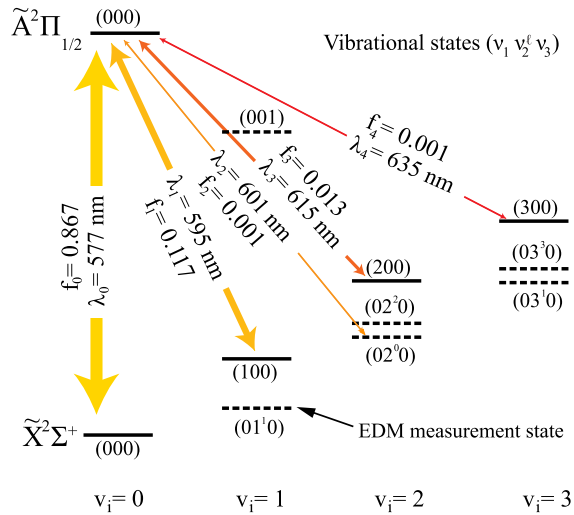 Ã²Π₁/₂
(000)
Vibrational states (ν₁ ν₂ˡ ν₃)
(001)
f₄= 0.001
λ₄= 635 nm
f₃= 0.013
λ₃= 615 nm
λ₂= 601 nm
f₂= 0.001
λ₁= 595 nm
f₁= 0.117
f₀= 0.867
λ₀= 577 nm
(300)
(03³0)
(03¹0)
(200)
(02²0)
(02⁰0)
(100)
(01¹0)
EDM measurement state
X̃²Σ⁺
(000)
vᵢ= 0
vᵢ= 1
vᵢ= 2
vᵢ= 3